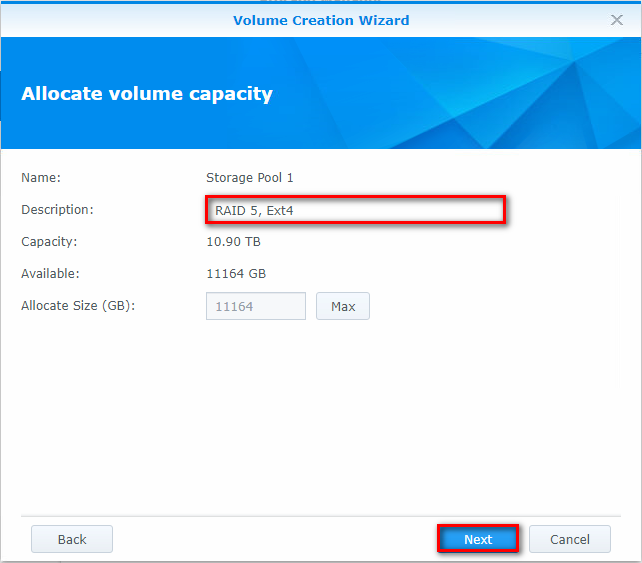 Volume Creation Wizard
Allocate volume capacity
Name: Storage Pool 1
Description: RAID 5, Ext4
Capacity: 10.90 TB
Available: 11164 GB
Allocate Size (GB): 11164 Max
Back Next Cancel